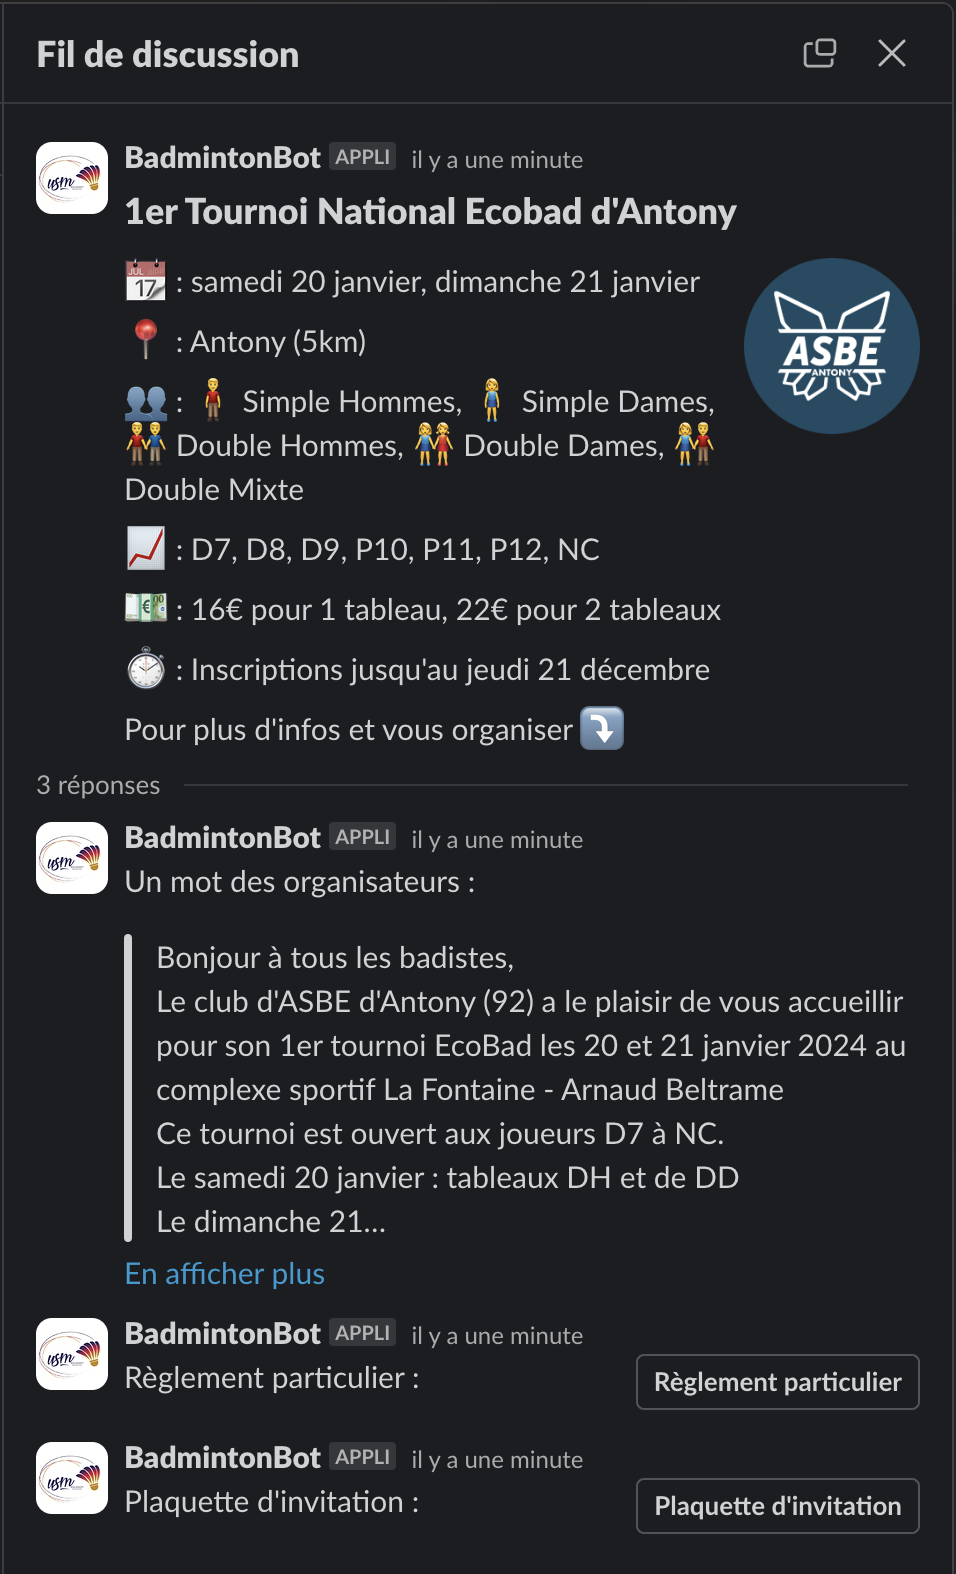 Fil de discussion
BadmintonBot APPLI il y a une minute
1er Tournoi National Ecobad d'Antony
JUL 17 : samedi 20 janvier, dimanche 21 janvier
: Antony (5km)
: Simple Hommes, Simple Dames,
Double Hommes, Double Dames,
Double Mixte
ASBE
ANTONY
: D7, D8, D9, P10, P11, P12, NC
: 16€ pour 1 tableau, 22€ pour 2 tableaux
: Inscriptions jusqu'au jeudi 21 décembre
Pour plus d'infos et vous organiser
3 réponses
usm
BadmintonBot APPLI il y a une minute
Un mot des organisateurs :
Bonjour à tous les badistes,
Le club d'ASBE d'Antony (92) a le plaisir de vous accueillir
pour son 1er tournoi EcoBad les 20 et 21 janvier 2024 au
complexe sportif La Fontaine - Arnaud Beltrame
Ce tournoi est ouvert aux joueurs D7 à NC.
Le samedi 20 janvier : tableaux DH et de DD
Le dimanche 21...
En afficher plus
usm
BadmintonBot APPLI il y a une minute
Règlement particulier :
Règlement particulier
usm
BadmintonBot APPLI il y a une minute
Plaquette d'invitation :
Plaquette d'invitation